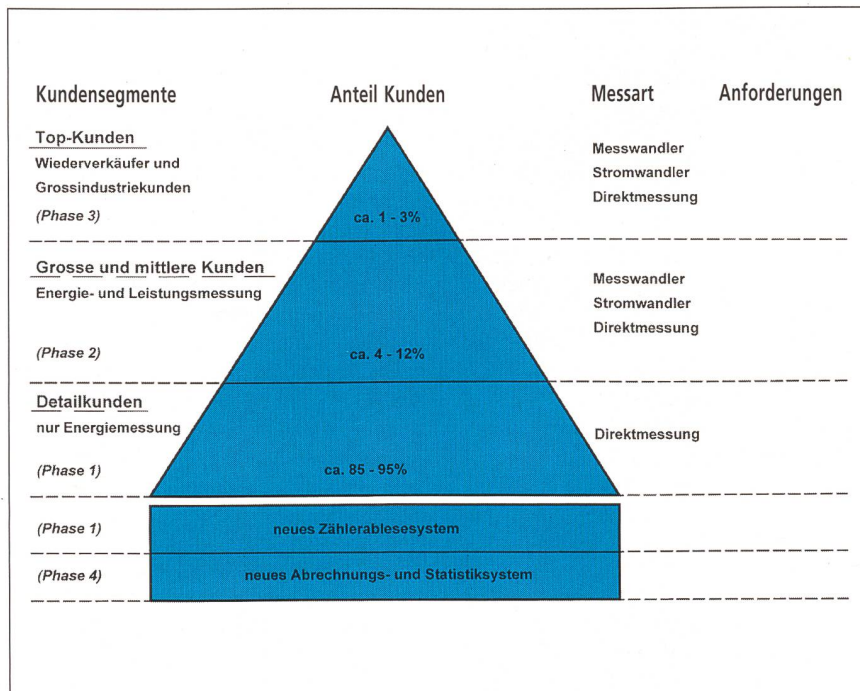 Kundensegmente Anteil Kunden Messart Anforderungen
Top-Kunden
Wiederverkäufer und
Grossindustriekunden
(Phase 3)
ca. 1 - 3%
Messwandler
Stromwandler
Direktmessung
Grosse und mittlere Kunden
Energie- und Leistungsmessung
(Phase 2)
ca. 4 - 12%
Messwandler
Stromwandler
Direktmessung
Detailkunden
nur Energiemessung
(Phase 1)
ca. 85 - 95%
Direktmessung
(Phase 1) neues Zählerablesesystem
(Phase 4) neues Abrechnungs- und Statistiksystem